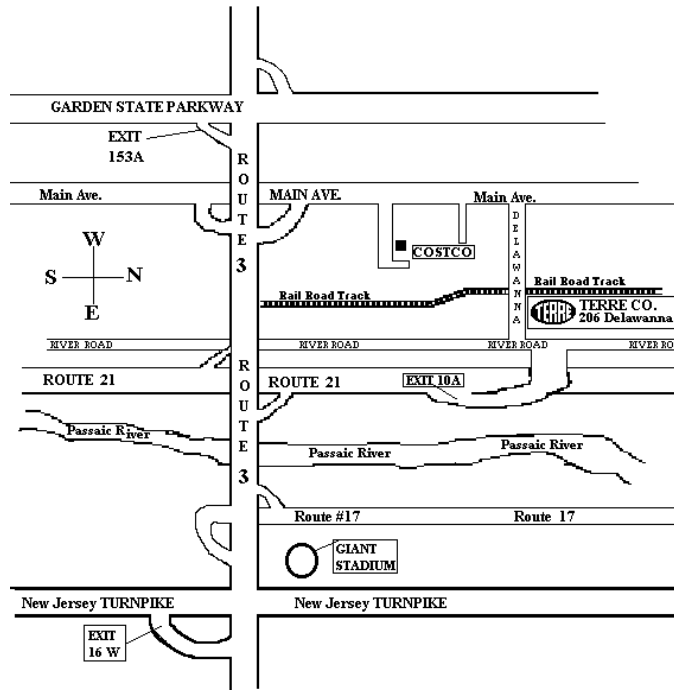 GARDEN STATE PARKWAY
EXIT
153A
ROUTE 3
Main Ave.
MAIN AVE.
Main Ave.
DELAWANNA
W
S
N
E
COSTCO
Rail Road Track
Rail Road Track
TERRE
TERRE CO.
206 Delawanna
RIVER ROAD
RIVER ROAD
RIVER ROAD
RIVER RO
ROUTE 21
ROUTE 3
ROUTE 21
EXIT 10A
Passaic River
Passaic River
Passaic River
Route #17
Route 17
GIANT
STADIUM
New Jersey TURNPIKE
New Jersey TURNPIKE
EXIT
16 W